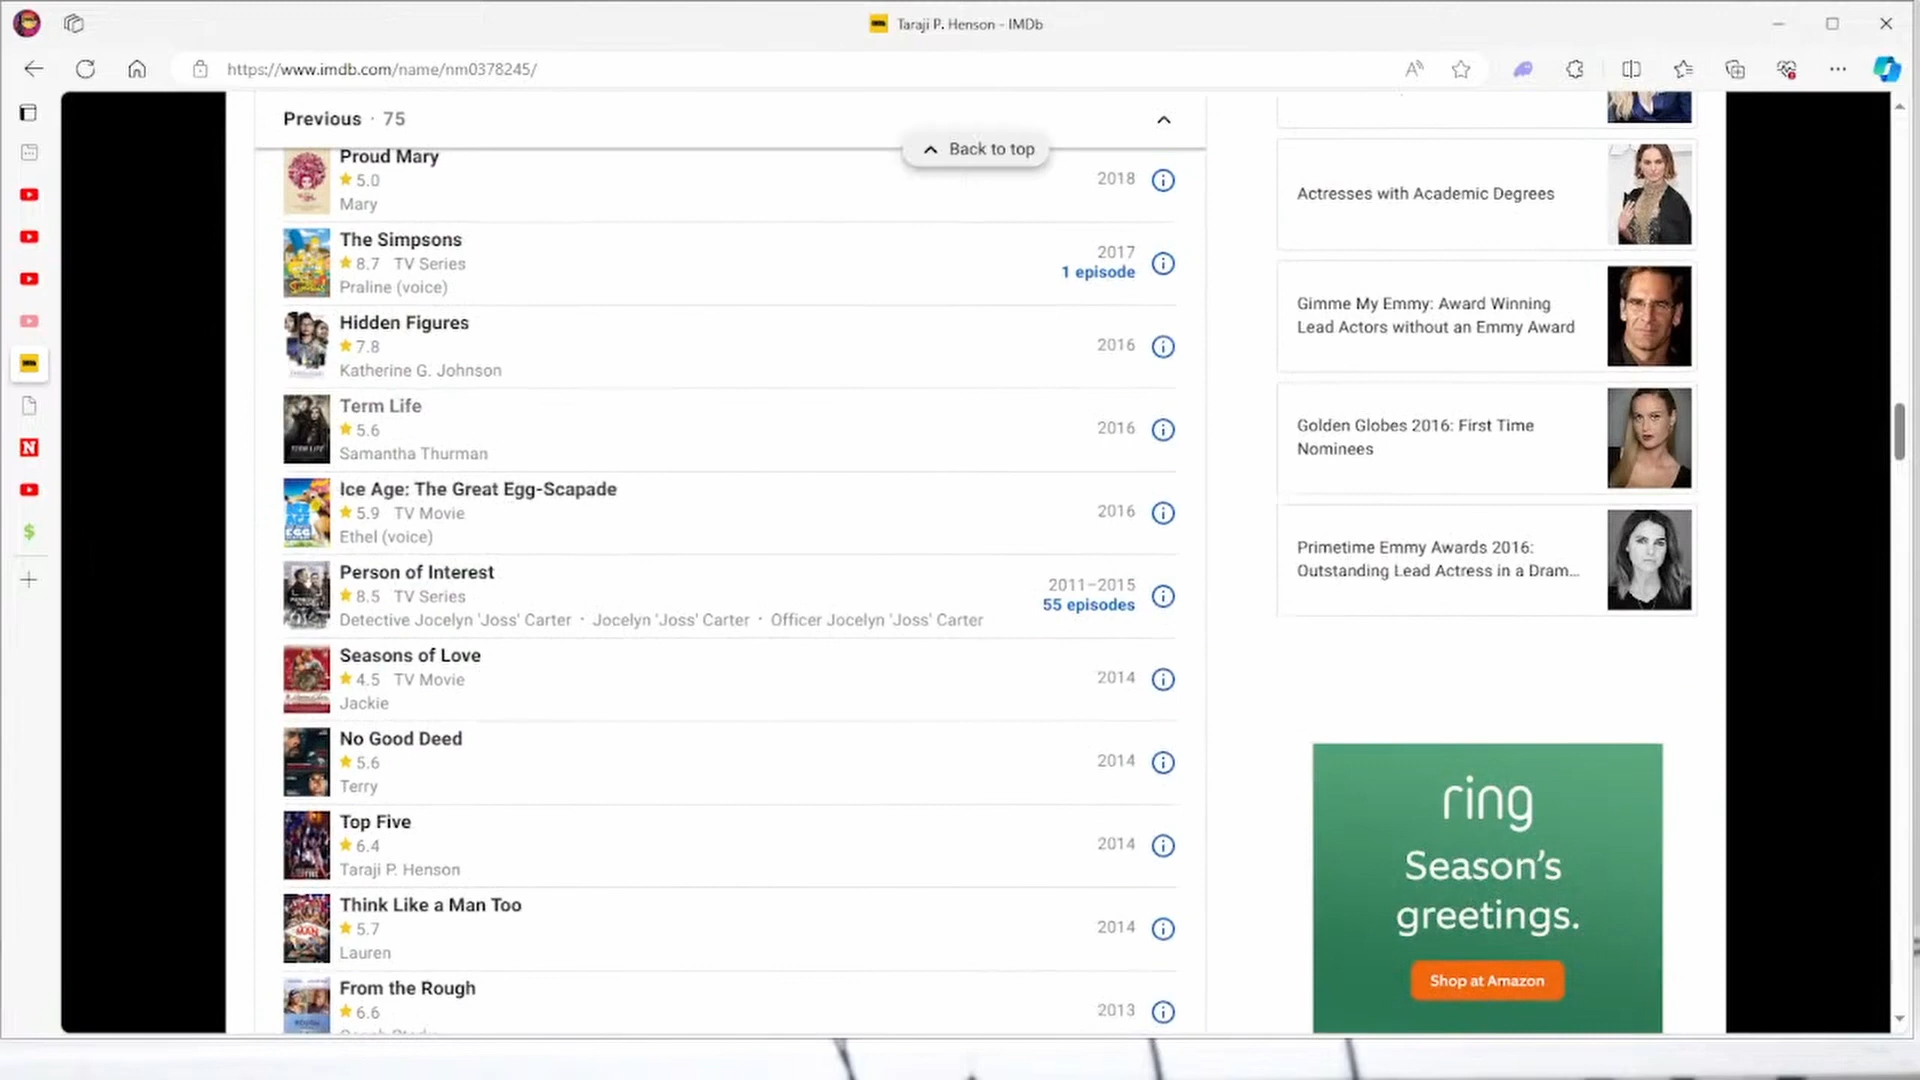 Taraji P. Henson - IMDb
https://www.imdb.com/name/nm0378245/
Previous · 75
Back to top
Proud Mary
5.0
2018
Mary
The Simpsons
8.7 TV Series
2017
1 episode
Praline (voice)
Hidden Figures
7.8
2016
Katherine G. Johnson
Term Life
5.6
2016
Samantha Thurman
Ice Age: The Great Egg-Scapade
5.9 TV Movie
2016
Ethel (voice)
Person of Interest
8.5 TV Series
2011–2015
55 episodes
Detective Jocelyn 'Joss' Carter · Jocelyn 'Joss' Carter · Officer Jocelyn 'Joss' Carter
Seasons of Love
4.5 TV Movie
2014
Jackie
No Good Deed
5.6
2014
Terry
Top Five
6.4
2014
Taraji P. Henson
Think Like a Man Too
5.7
2014
Lauren
From the Rough
6.6
2013
Actresses with Academic Degrees
Gimme My Emmy: Award Winning
Lead Actors without an Emmy Award
Golden Globes 2016: First Time
Nominees
Primetime Emmy Awards 2016:
Outstanding Lead Actress in a Dram...
ring
Season's
greetings.
Shop at Amazon